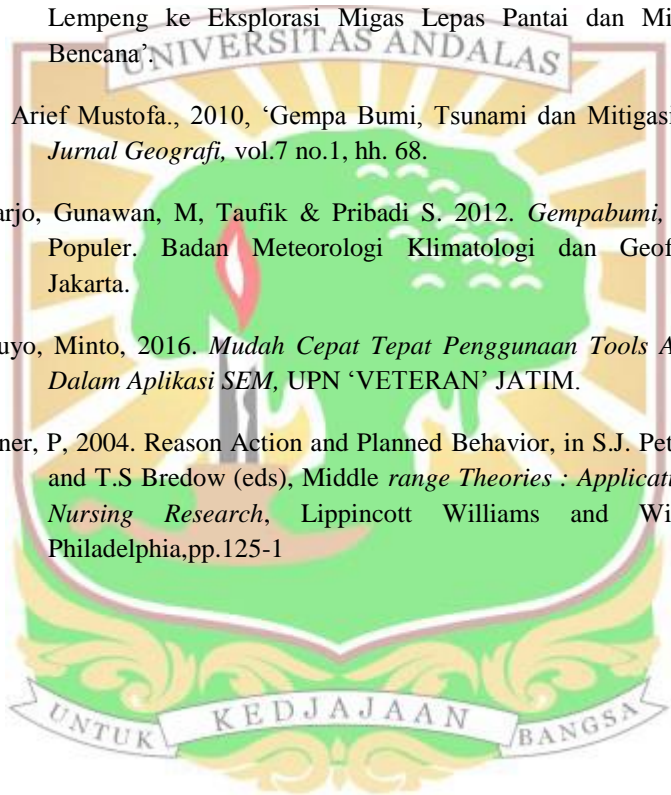 Lempeng ke Eksplorasi Migas Lepas Pantai dan Mi
Bencana’.
UNIVERSITAS ANDALAS
Arief Mustofa., 2010, ‘Gempa Bumi, Tsunami dan Mitigas
Jurnal Geografi, vol.7 no.1, hh. 68.
arjo, Gunawan, M, Taufik & Pribadi S. 2012. Gempabumi,
Populer. Badan Meteorologi Klimatologi dan Geof
Jakarta.
uyo, Minto, 2016. Mudah Cepat Tepat Penggunaan Tools A
Dalam Aplikasi SEM, UPN ‘VETERAN’ JATIM.
ner, P, 2004. Reason Action and Planned Behavior, in S.J. Pet
and T.S Bredow (eds), Middle range Theories : Applicati
Nursing Research, Lippincott Williams and Wi
Philadelphia,pp.125-1
UNTUK KEDJAJAAN BANGSA